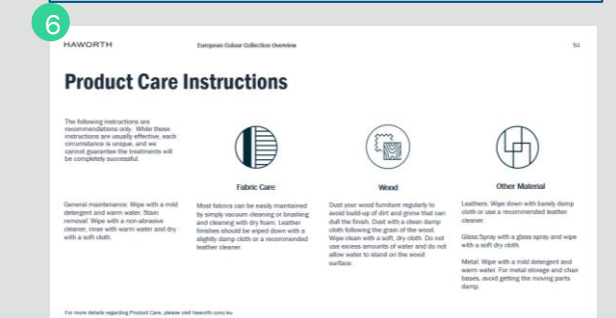 6
HAWORTH
European Colour Collection Overview
51
Product Care Instructions
The following instructions are
recommendations only. While these
instructions are usually effective, each
circumstance is unique, and we
cannot guarantee the treatments will
be completely successful.
General maintenance: Wipe with a mild
detergent and warm water. Stain
removal: Wipe with a non-abrasive
cleaner, rinse with warm water and dry
with a soft cloth.
Fabric Care
Most fabrics can be easily maintained
by simply vacuum cleaning or brushing
and cleaning with dry foam. Leather
finishes should be wiped down with a
slightly damp cloth or a recommended
leather cleaner.
Wood
Dust your wood furniture regularly to
avoid build-up of dirt and grime that can
dull the finish. Dust with a clean damp
cloth following the grain of the wood.
Wipe clean with a soft, dry cloth. Do not
use excess amounts of water and do not
allow water to stand on the wood
surface.
Other Material
Leathers: Wipe down with barely damp
cloth or use a recommended leather
cleaner.
Glass:Spray with a glass spray and wipe
with a soft dry cloth.
Metal: Wipe with a mild detergent and
warm water. For metal storage and chair
bases, avoid getting the moving parts
damp.
For more details regarding Product Care, please visit haworth.com/eu